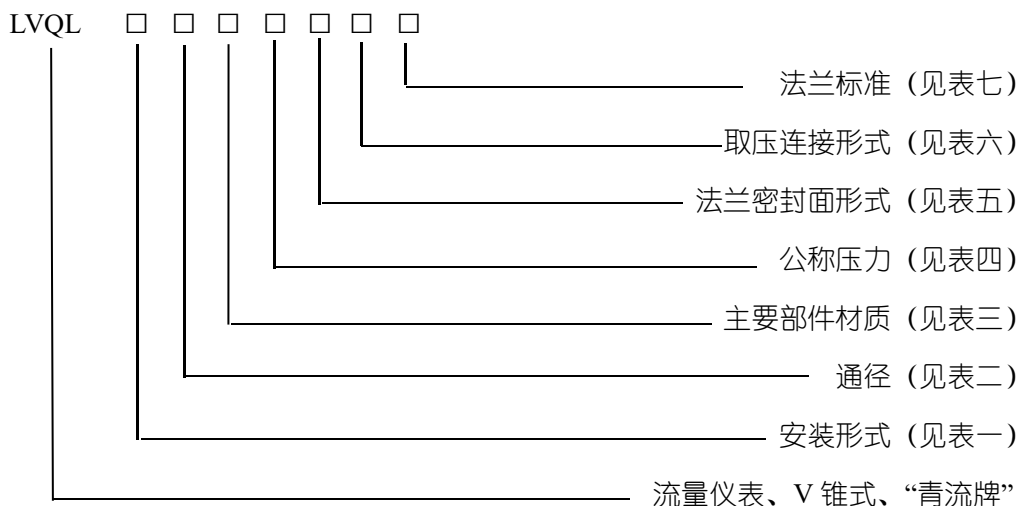 LVQL □ □ □ □ □ □ □
法兰标准（见表七）
取压连接形式（见表六）
法兰密封面形式（见表五）
公称压力（见表四）
主要部件材质（见表三）
通径（见表二）
安装形式（见表一）
流量仪表、V 锥式、“青流牌”